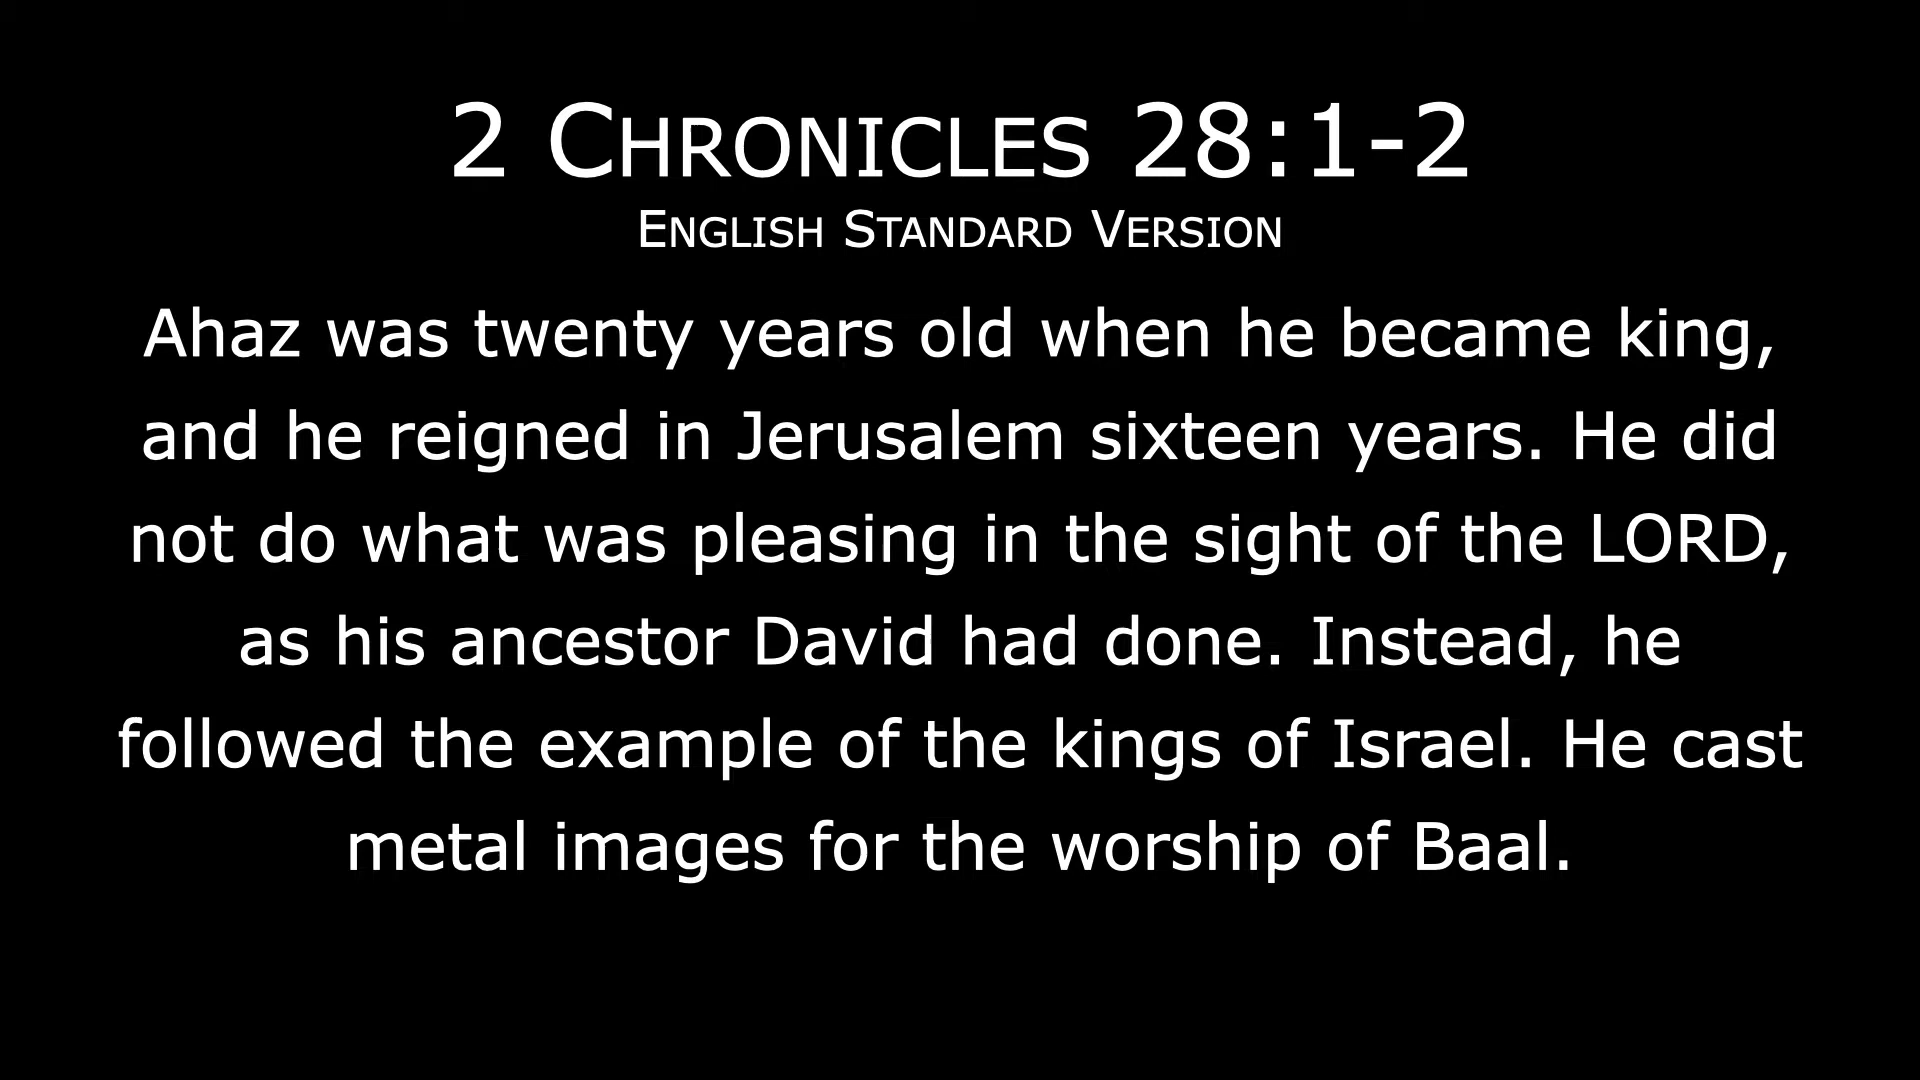 2 Chronicles 28:1-2
English Standard Version
Ahaz was twenty years old when he became king,
and he reigned in Jerusalem sixteen years. He did
not do what was pleasing in the sight of the LORD,
as his ancestor David had done. Instead, he
followed the example of the kings of Israel. He cast
metal images for the worship of Baal.